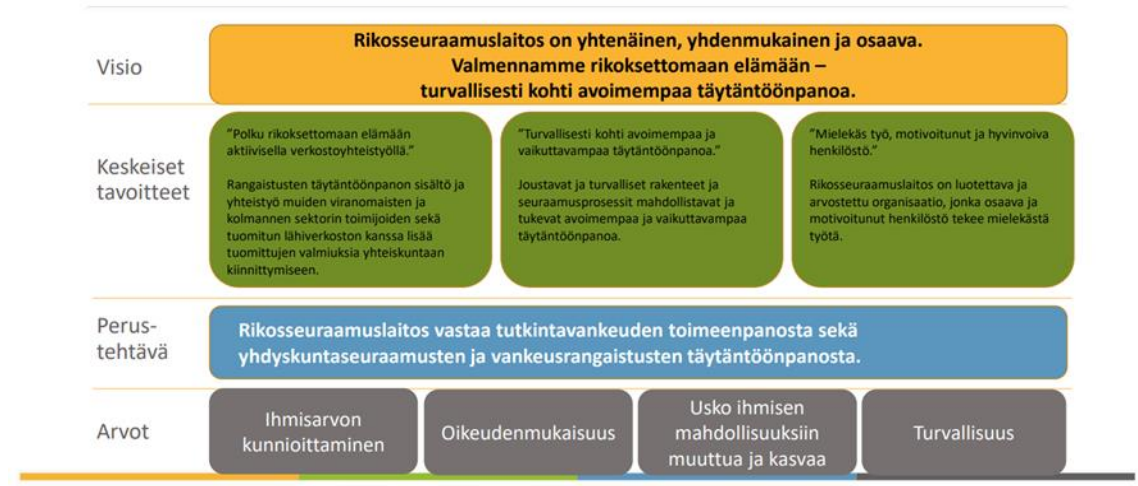 Visio
Rikosseuraamuslaitos on yhtenäinen, yhdenmukainen ja osaava.
Valmennamme rikoksettomaan elämään –
turvallisesti kohti avoimempaa täytäntöönpanoa.
Keskeiset
tavoitteet
”Polku rikoksettomaan elämään
aktiivisella verkostoyhteistyöllä.”
Rangaistusten täytäntöönpanon sisältö ja
yhteistyö muiden viranomaisten ja
kolmannen sektorin toimijoiden sekä
tuomitun lähiverkoston kanssa lisää
tuomittujen valmiuksia yhteiskuntaan
kiinnittymiseen.
”Turvallisesti kohti avoimempaa ja
vaikuttavampaa täytäntöönpanoa.”
Joustavat ja turvalliset rakenteet ja
seuraamusprosessit mahdollistavat ja
tukevat avoimempaa ja vaikuttavampaa
täytäntöönpanoa.
”Mielekäs työ, motivoitunut ja hyvinvoiva
henkilöstö.”
Rikosseuraamuslaitos on luotettava ja
arvostettu organisaatio, jonka osaava ja
motivoitunut henkilöstö tekee mielekästä
työtä.
Perus-
tehtävä
Rikosseuraamuslaitos vastaa tutkintavankeuden toimeenpanosta sekä
yhdyskuntaseuraamusten ja vankeusrangaistusten täytäntöönpanosta.
Arvot
Ihmisarvon
kunnioittaminen
Oikeudenmukaisuus
Usko ihmisen
mahdollisuuksiin
muuttua ja kasvaa
Turvallisuus